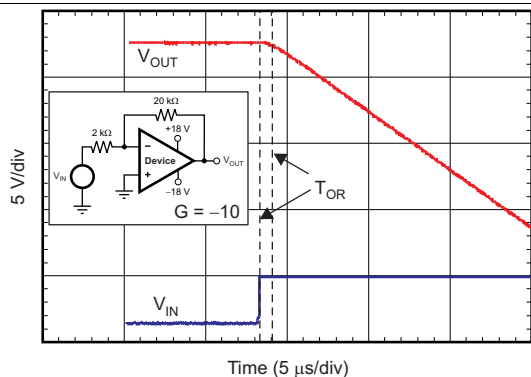 V_OUT
20 kΩ
2 kΩ
+18 V
−
Device
+
V_OUT
V_IN
−18 V
G = −10
T_OR
V_IN
5 V/div
Time (5 µs/div)